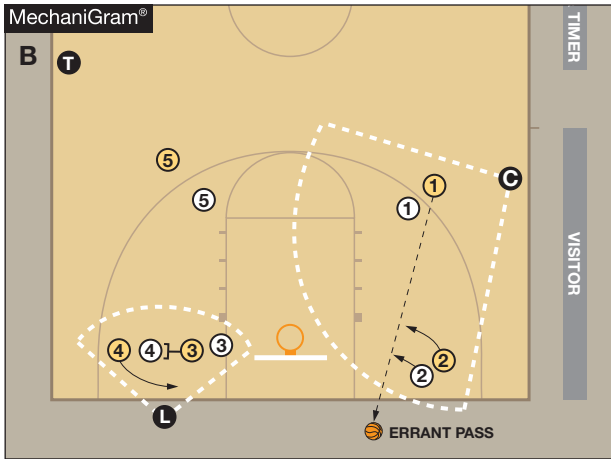 MechaniGram®
B
TIMER
T
5
5
1
1
C
VISITOR
4
4
3
3
2
2
L
ERRANT PASS